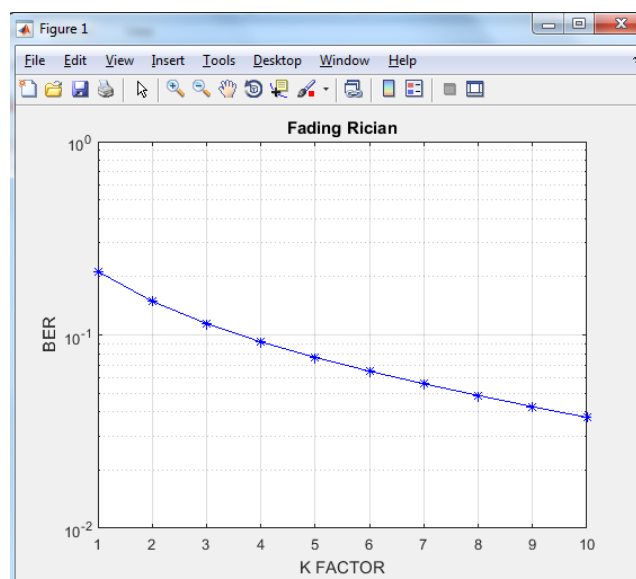 Figure 1
File Edit View Insert Tools Desktop Window Help
Fading Rician
10^0
10^-1
10^-2
BER
1 2 3 4 5 6 7 8 9 10
K FACTOR